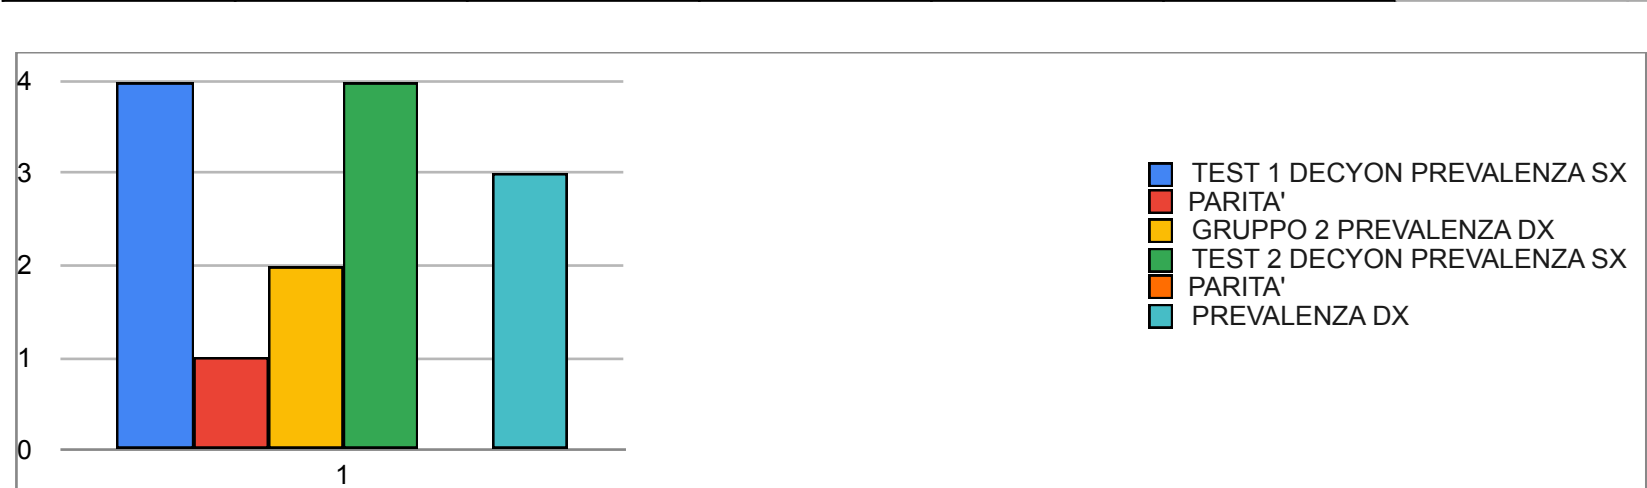 4
3
2
1
0
1
TEST 1 DECYON PREVALENZA SX
PARITA'
GRUPPO 2 PREVALENZA DX
TEST 2 DECYON PREVALENZA SX
PARITA'
PREVALENZA DX